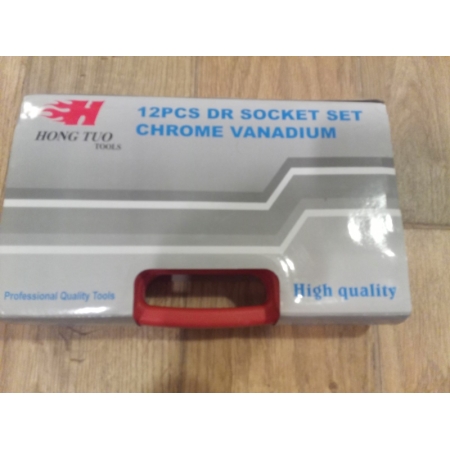 H
12PCS DR SOCKET SET
CHROME VANADIUM
HONG TUO
TOOLS
Professional Quality Tools
High quality